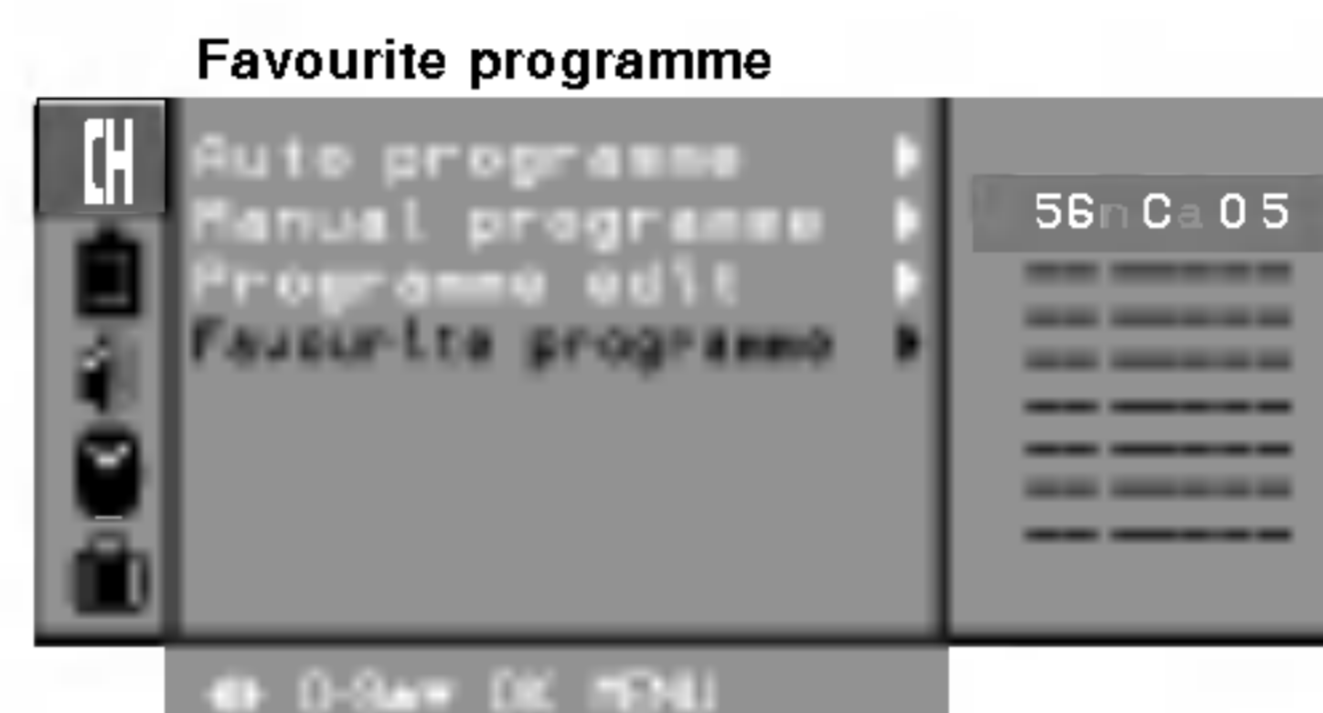 Favourite programme
CH
Auto programme
Manual programme
Programme edit
Favourite programme
56 C 05
-- ------
-- ------
-- ------
-- ------
-- ------
-- ------
-- ------
OK MENU